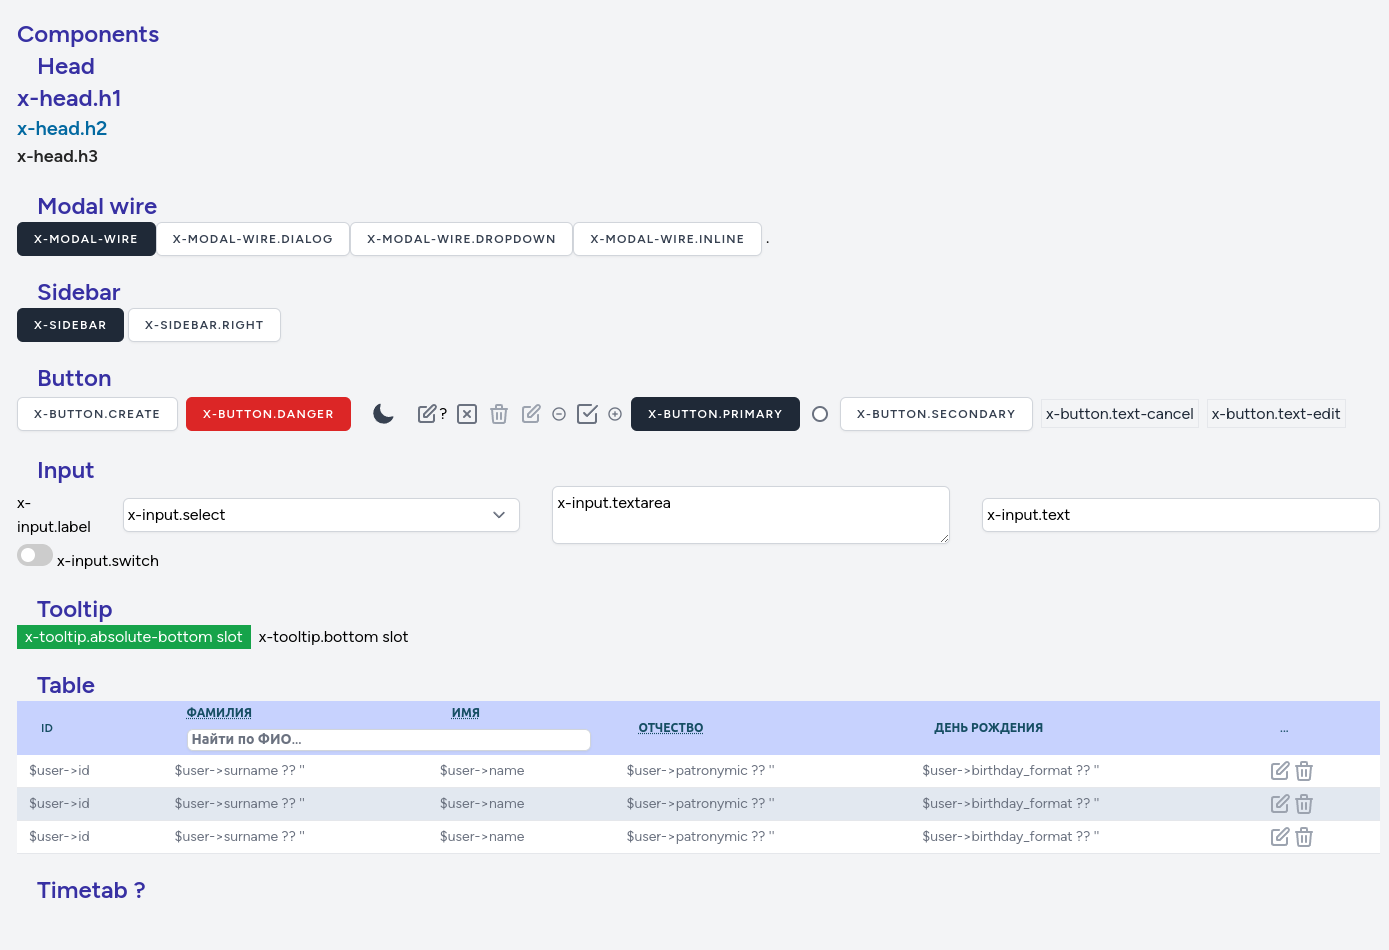 Components
Head
x-head.h1
x-head.h2
x-head.h3
Modal wire
X-MODAL-WIRE X-MODAL-WIRE.DIALOG X-MODAL-WIRE.DROPDOWN X-MODAL-WIRE.INLINE .
Sidebar
X-SIDEBAR X-SIDEBAR.RIGHT
Button
X-BUTTON.CREATE X-BUTTON.DANGER ? X-BUTTON.PRIMARY X-BUTTON.SECONDARY x-button.text-cancel x-button.text-edit
Input
x-
input.label
x-input.select
x-input.textarea
x-input.text
x-input.switch
Tooltip
x-tooltip.absolute-bottom slot x-tooltip.bottom slot
Table
ID ФАМИЛИЯ ИМЯ ОТЧЕСТВО ДЕНЬ РОЖДЕНИЯ ...
Найти по ФИО...
$user->id $user->surname ?? '' $user->name $user->patronymic ?? '' $user->birthday_format ?? ''
$user->id $user->surname ?? '' $user->name $user->patronymic ?? '' $user->birthday_format ?? ''
$user->id $user->surname ?? '' $user->name $user->patronymic ?? '' $user->birthday_format ?? ''
Timetab ?